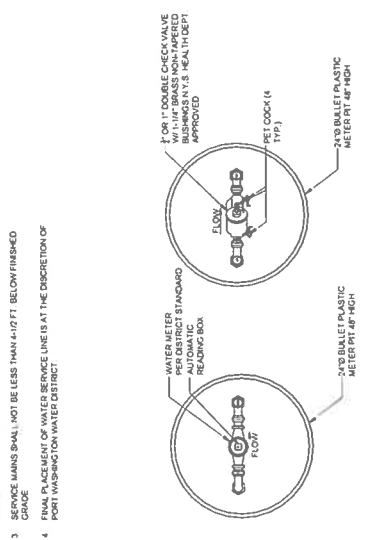 3 SERVICE MAINS SHALL NOT BE LESS THAN 4-1/2 FT BELOW FINISHED
GRADE
4 FINAL PLACEMENT OF WATER SERVICE LINE IS AT THE DISCRETION OF
PORT WASHINGTON WATER DISTRICT
WATER METER
PER DISTRICT STANDARD
AUTOMATIC
READING BOX
FLOW
24"Ø BULLET PLASTIC
METER PIT 48" HIGH
OR 1" DOUBLE CHECK VALVE
W/ 1-1/4" BRASS NON-TAPERED
BUSHINGS N.Y.S. HEALTH DEPT
APPROVED
FLOW
PET COCK (4
TYP.)
24"Ø BULLET PLASTIC
METER PIT 48" HIGH